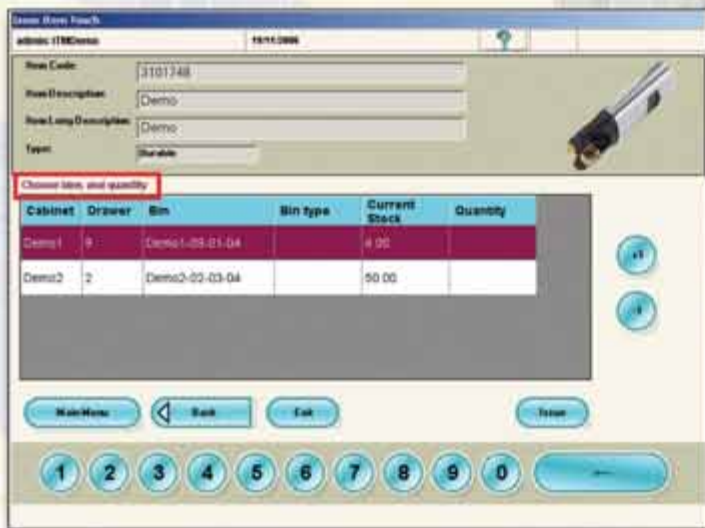 Issue Item Touch
admin: ITMDemo 19/11/2006 ?
Item Code: 3101748
Item Description: Demo
Item Long Description: Demo
Type: Durable
Choose bins, and quantity
Cabinet Drawer Bin Bin type Current Stock Quantity
Demo1 9 Demo1-09-01-04 4.00
Demo2 2 Demo2-02-03-04 50.00
+1
-1
Main Menu Back Exit Issue
1 2 3 4 5 6 7 8 9 0 ←